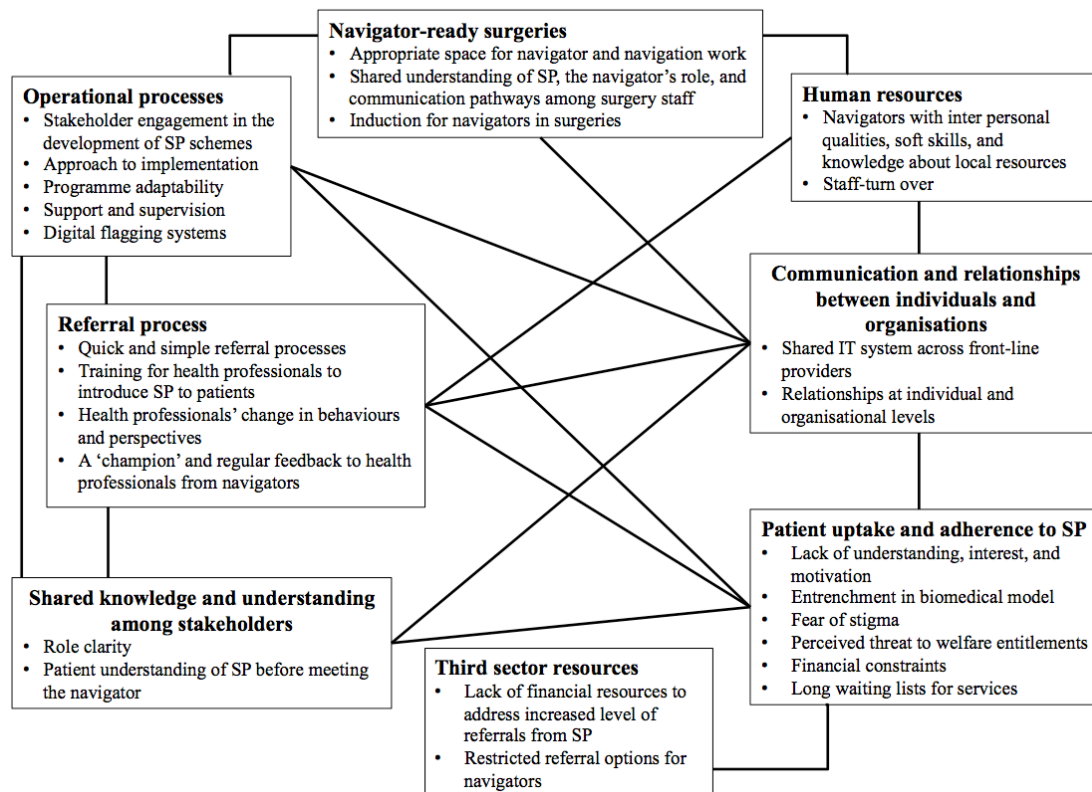 Navigator-ready surgeries
• Appropriate space for navigator and navigation work
• Shared understanding of SP, the navigator's role, and
communication pathways among surgery staff
• Induction for navigators in surgeries
Operational processes
• Stakeholder engagement in the
development of SP schemes
• Approach to implementation
• Programme adaptability
• Support and supervision
• Digital flagging systems
Human resources
• Navigators with inter personal
qualities, soft skills, and
knowledge about local resources
• Staff-turn over
Communication and relationships
between individuals and
organisations
• Shared IT system across front-line
providers
• Relationships at individual and
organisational levels
Referral process
• Quick and simple referral processes
• Training for health professionals to
introduce SP to patients
• Health professionals' change in behaviours
and perspectives
• A 'champion' and regular feedback to health
professionals from navigators
Patient uptake and adherence to SP
• Lack of understanding, interest, and
motivation
• Entrenchment in biomedical model
• Fear of stigma
• Perceived threat to welfare entitlements
• Financial constraints
• Long waiting lists for services
Shared knowledge and understanding
among stakeholders
• Role clarity
• Patient understanding of SP before meeting
the navigator
Third sector resources
• Lack of financial resources to
address increased level of
referrals from SP
• Restricted referral options for
navigators